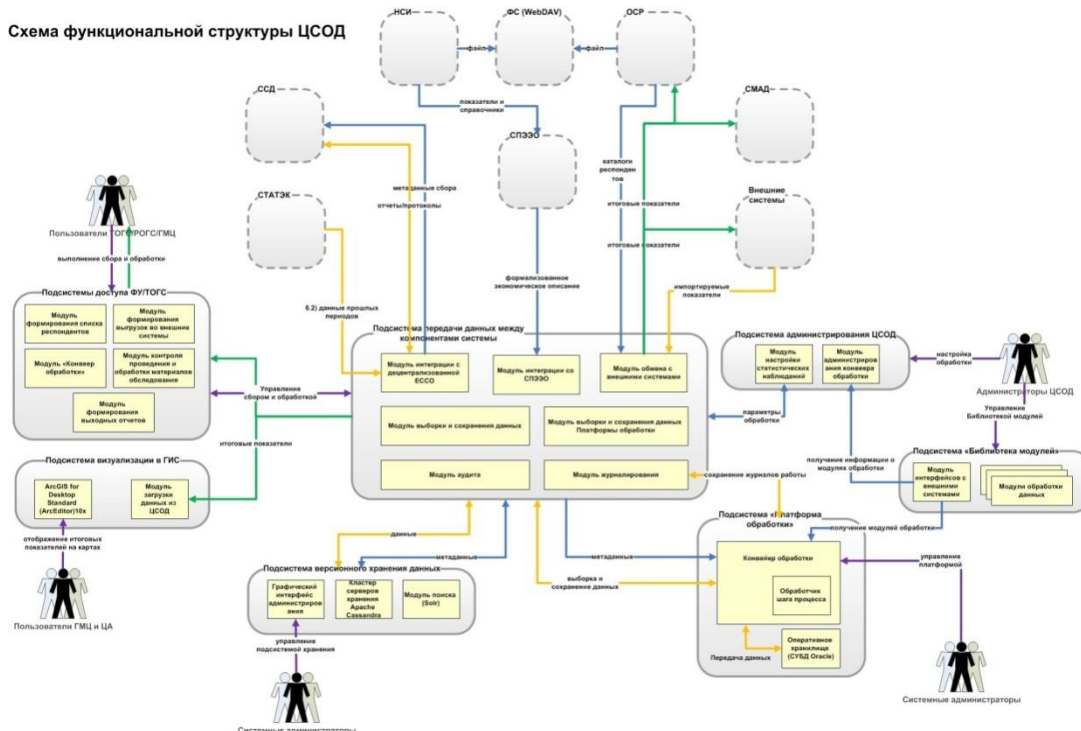 Схема функциональной структуры ЦСОД
НСИ
ФС (WebDAV)
ОСР
файл
файл
ССД
показатели и
справочники
СМАД
СПЭЭО
каталоги
респонден
тов
метаданные сбора
отчеты/протоколы
итоговые показатели
СТАТЭК
Внешние
системы
Пользователи ТОГС/РОГС/ГМЦ
итоговые показатели
выполнение сбора и обработки
формализованное
экономическое описание
импортируемые
показатели
6.2) данные прошлых
периодов
Подсистемы доступа ФУ/ТОГС
Модуль
формирования списка
респондентов
Модуль
формирования
выгрузок во внешние
системы
Модуль «Конвеер
обработки»
Модуль контроля
проведения и
обработки материалов
обследования
Модуль
формирования
выходных отчетов
Управление
сбором и обработкой
итоговые показатели
Подсистема передачи данных между
компонентами системы
Модуль интеграции с
децентрализованной
ЕССО
Модуль
интеграции со
СПЭЭО
Модуль обмена с
внешними системами
Модуль выборки и сохранения данных
Модуль выборки и сохранения данных
Платформы обработки
Модуль аудита
Модуль журналирования
Подсистема администрирования ЦСОД
Модуль
настройки
статистических
наблюдений
Модуль
администриров
ания конвеера
обработки
настройка
обработки
Администраторы ЦСОД
Управление
Библиотекой модулей
параметры
обработки
получение информации о
модулях обработки
Подсистема «Библиотека модулей»
Модуль
интерфейсов с
внешними
системами
Модули обработки
данных
сохранение журналов работы
получение модулей обработки
Подсистема визуализации в ГИС
ArcGIS for
Desktop
Standard
(ArcEditor)10x
Модуль
загрузки
данных из
ЦСОД
отображение итоговых
показателей на картах
Пользователи ГМЦ и ЦА
данные
метаданные
метаданные
Подсистема версионного хранения данных
Графический
интерфейс
администриров
ания
Кластер
серверов
хранения
Apache
Cassandra
Модуль поиска
(Solr)
выборка и
сохранения данных
управление
подсистемой хранения
Системные администраторы
Подсистема «Платформа
обработки»
Конвейр обработки
Обработчик
шага процесса
Передача данных
Оперативное
хранилище
(СУБД Oracle)
управление
платформой
Системные администраторы